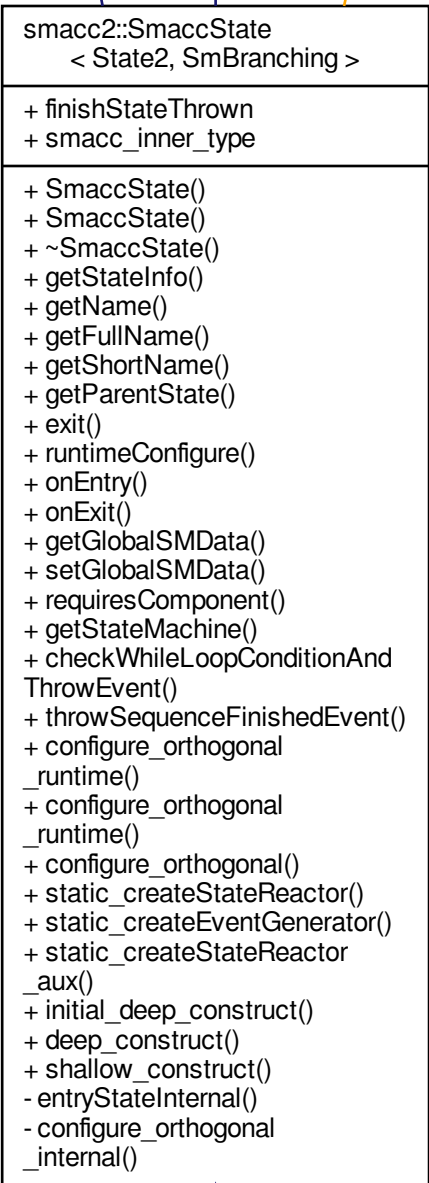 smacc2::SmaccState
< State2, SmBranching >
+ finishStateThrown
+ smacc_inner_type
+ SmaccState()
+ SmaccState()
+ ~SmaccState()
+ getStateInfo()
+ getName()
+ getFullName()
+ getShortName()
+ getParentState()
+ exit()
+ runtimeConfigure()
+ onEntry()
+ onExit()
+ getGlobalSMData()
+ setGlobalSMData()
+ requiresComponent()
+ getStateMachine()
+ checkWhileLoopConditionAnd
ThrowEvent()
+ throwSequenceFinishedEvent()
+ configure_orthogonal
_runtime()
+ configure_orthogonal
_runtime()
+ configure_orthogonal()
+ static_createStateReactor()
+ static_createEventGenerator()
+ static_createStateReactor
_aux()
+ initial_deep_construct()
+ deep_construct()
+ shallow_construct()
- entryStateInternal()
- configure_orthogonal
_internal()